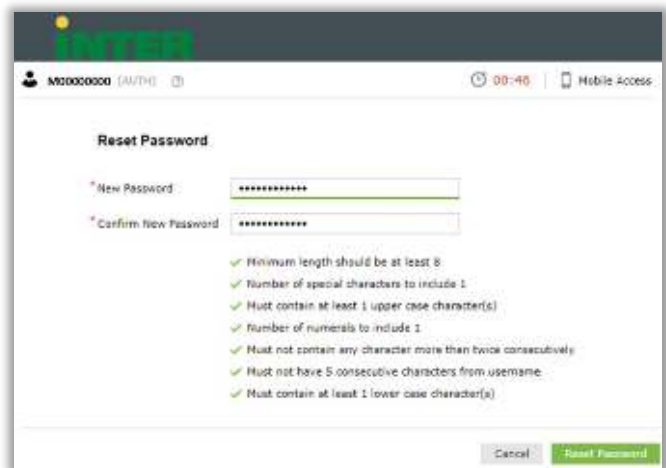 INTER
M00000000 (AUTH)
00:46 Mobile Access
Reset Password
*New Password ************
*Confirm New Password ************
Minimum length should be at least 8
Number of special characters to include 1
Must contain at least 1 upper case character(s)
Number of numerals to include 1
Must not contain any character more than twice consecutively
Must not have 5 consecutive characters from username
Must contain at least 1 lower case character(s)
Cancel Reset Password